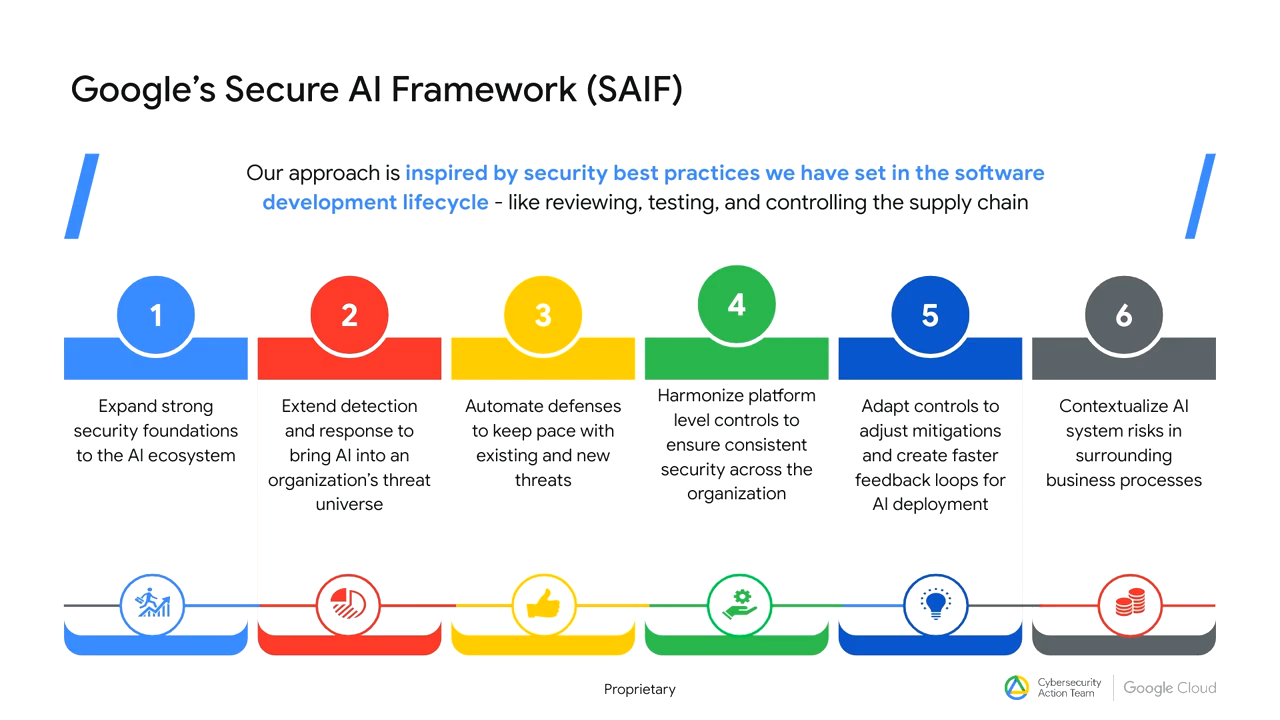 Google’s Secure AI Framework (SAIF)
Our approach is inspired by security best practices we have set in the software
development lifecycle - like reviewing, testing, and controlling the supply chain
1
Expand strong
security foundations
to the AI ecosystem
2
Extend detection
and response to
bring AI into an
organization’s threat
universe
3
Automate defenses
to keep pace with
existing and new
threats
4
Harmonize platform
level controls to
ensure consistent
security across the
organization
5
Adapt controls to
adjust mitigations
and create faster
feedback loops for
AI deployment
6
Contextualize AI
system risks in
surrounding
business processes
Proprietary
Cybersecurity
Action Team
Google Cloud